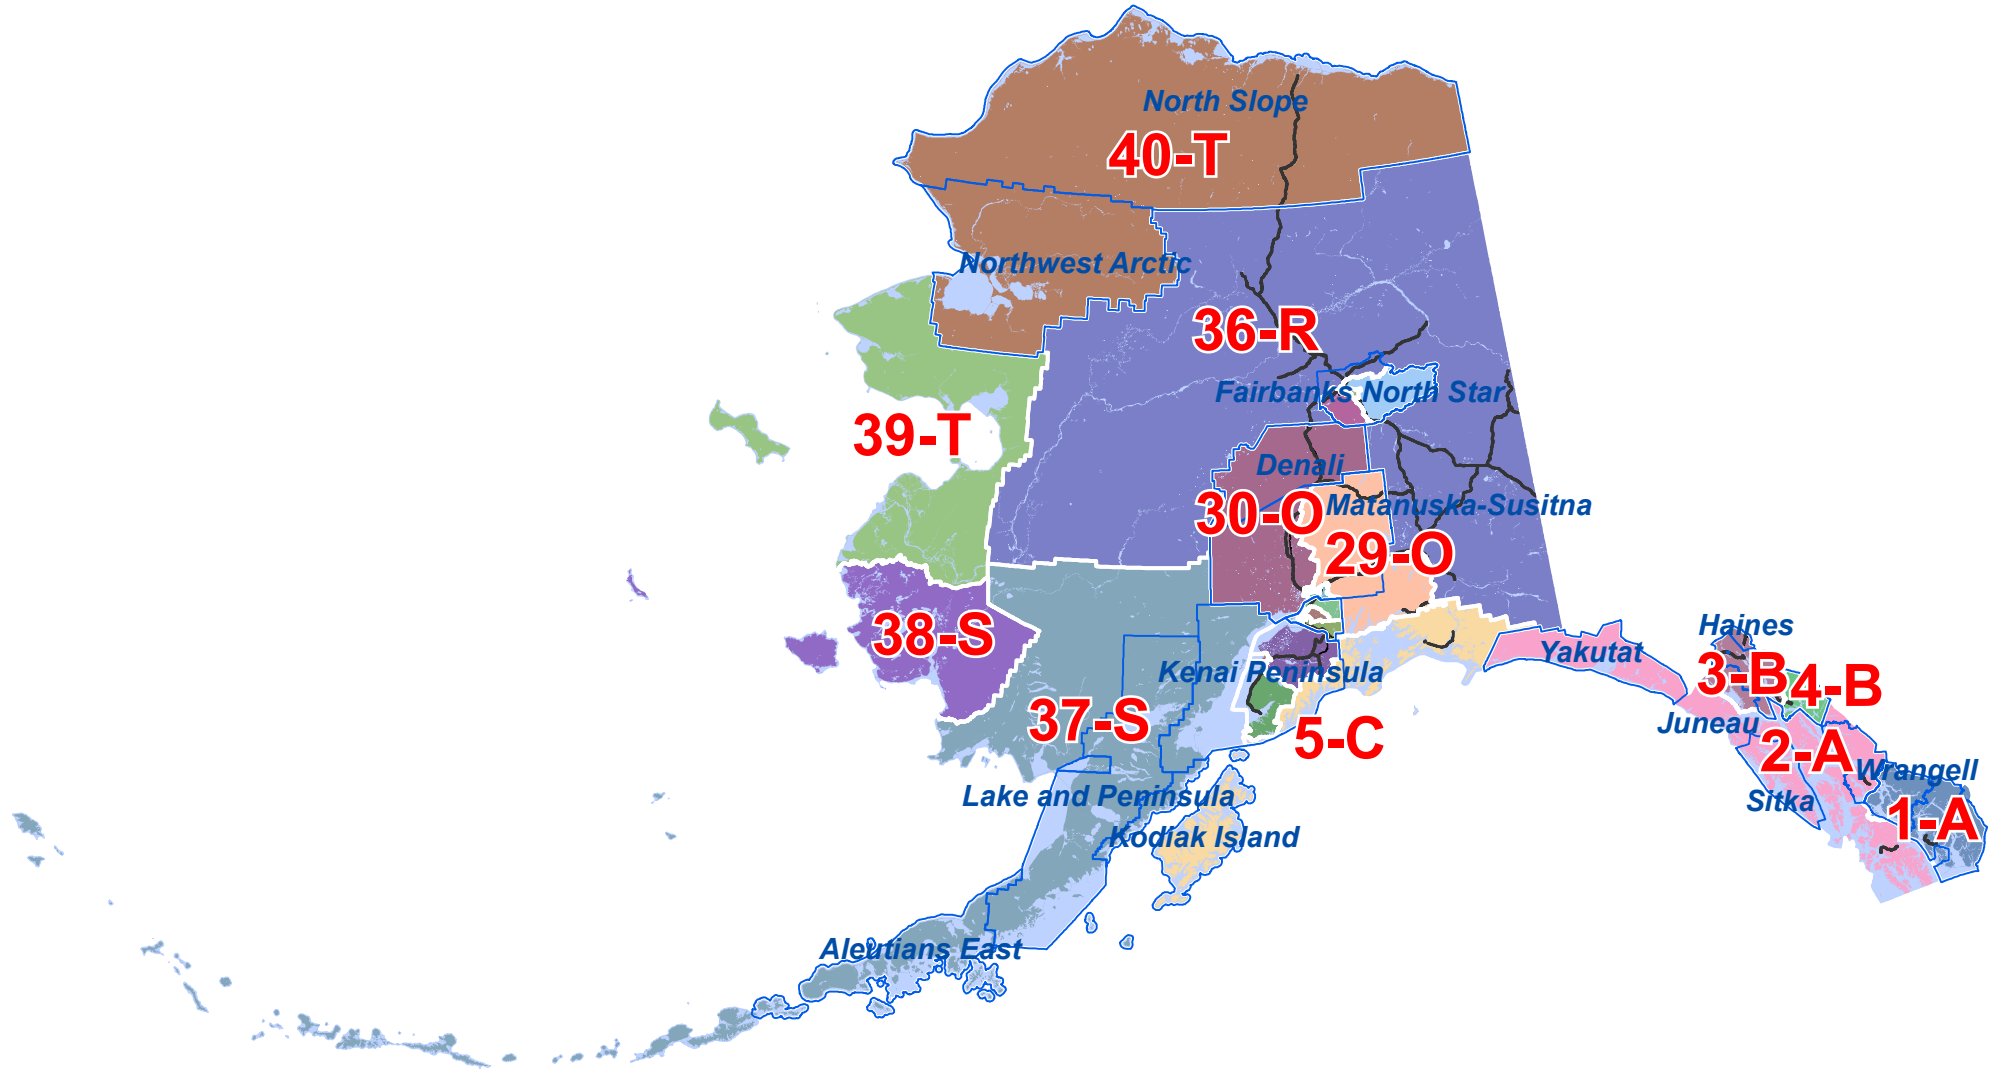 North Slope
40-T
Northwest Arctic
36-R
Fairbanks North Star
39-T
Denali
30-O
Matanuska-Susitna
29-O
38-S
Haines
Yakutat
Kenai Peninsula
3-B
4-B
37-S
Juneau
5-C
2-A
Wrangell
Lake and Peninsula
Sitka
1-A
Kodiak Island
Aleutians East